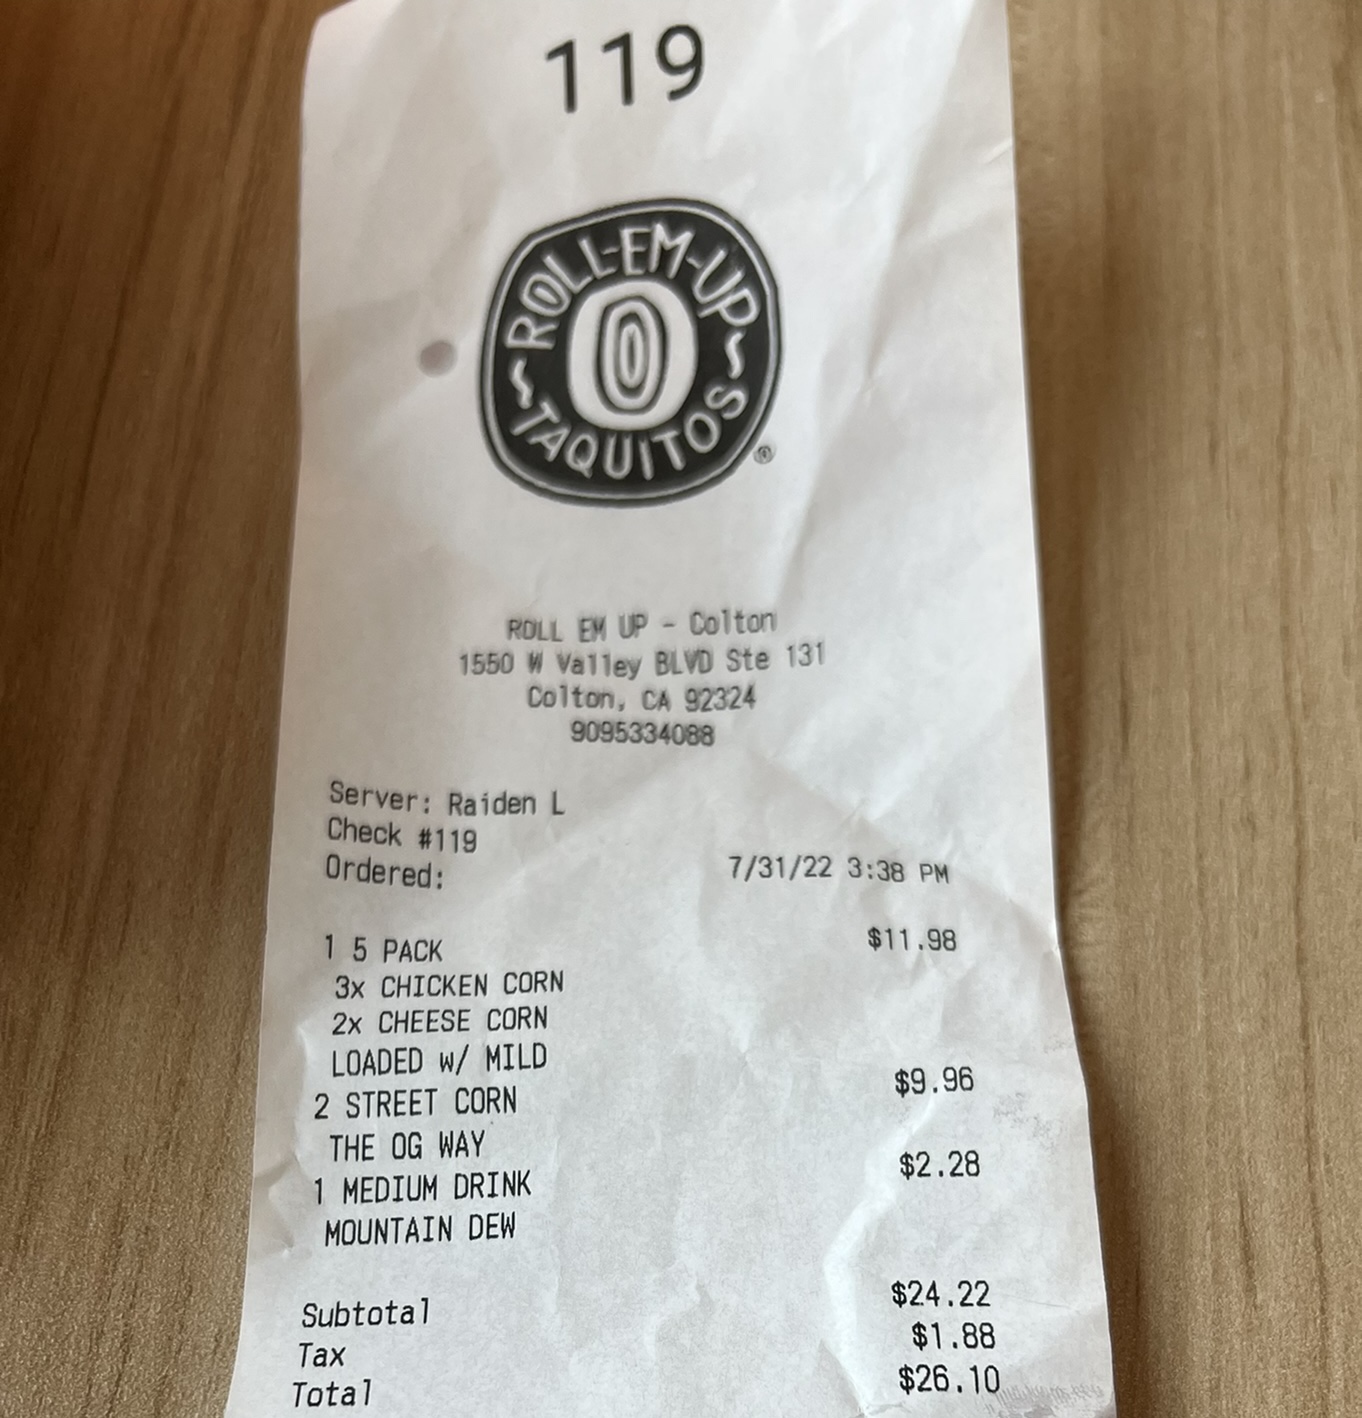 119
ROLL-EM-UP
TAQUITOS
®
ROLL EM UP - Colton
1550 W Valley BLVD Ste 131
Colton, CA 92324
9095334088
Server: Raiden L
Check #119
Ordered: 7/31/22 3:38 PM
1 5 PACK $11.98
3x CHICKEN CORN
2x CHEESE CORN
LOADED w/ MILD
2 STREET CORN $9.96
THE OG WAY
1 MEDIUM DRINK $2.28
MOUNTAIN DEW
Subtotal $24.22
Tax $1.88
Total $26.10